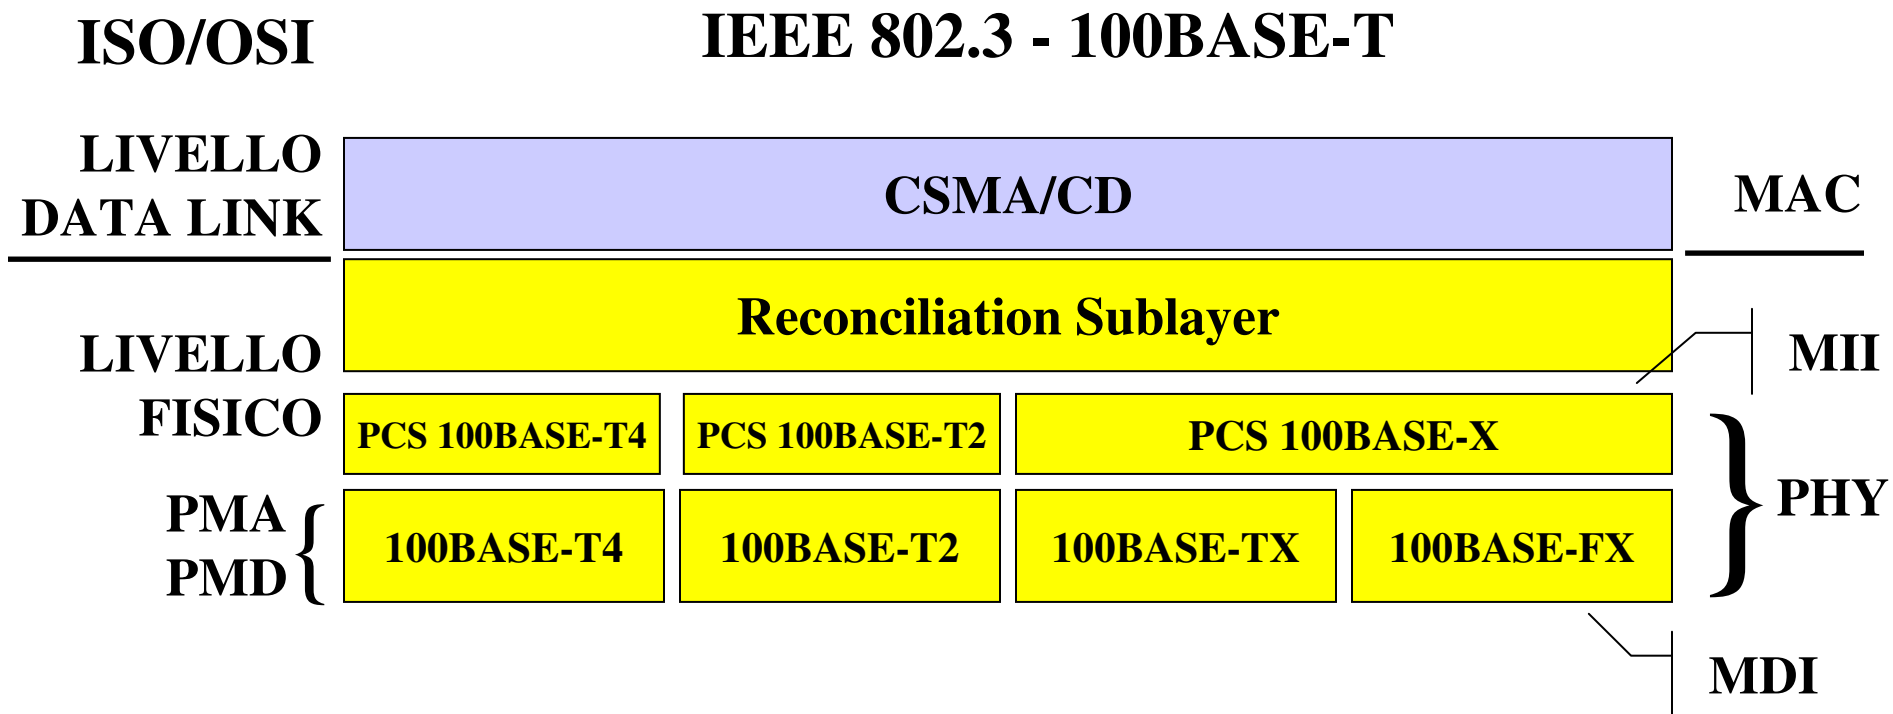 ISO/OSI
IEEE 802.3 - 100BASE-T
LIVELLO
DATA LINK
CSMA/CD
MAC
Reconciliation Sublayer
MII
LIVELLO
FISICO
PCS 100BASE-T4
PCS 100BASE-T2
PCS 100BASE-X
PHY
PMA
PMD
100BASE-T4
100BASE-T2
100BASE-TX
100BASE-FX
MDI